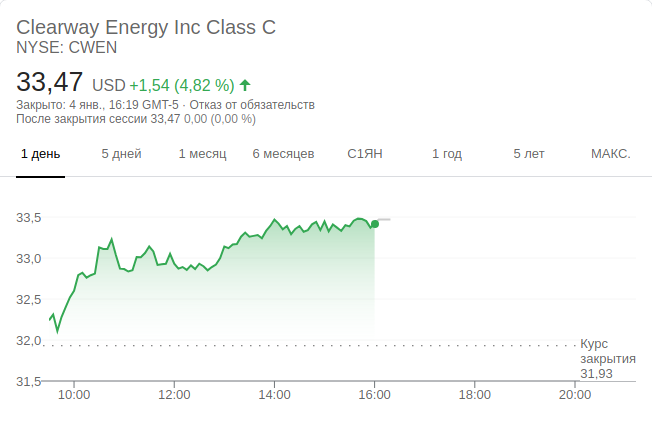 Clearway Energy Inc Class C
NYSE: CWEN
33,47 USD +1,54 (4,82 %)
Закрыто: 4 янв., 16:19 GMT-5 · Отказ от обязательств
После закрытия сессии 33,47 0,00 (0,00 %)
1 день 5 дней 1 месяц 6 месяцев С1ЯН 1 год 5 лет МАКС.
33,5
33,0
32,5
32,0
Курс
закрытия
31,93
31,5
10:00 12:00 14:00 16:00 18:00 20:00